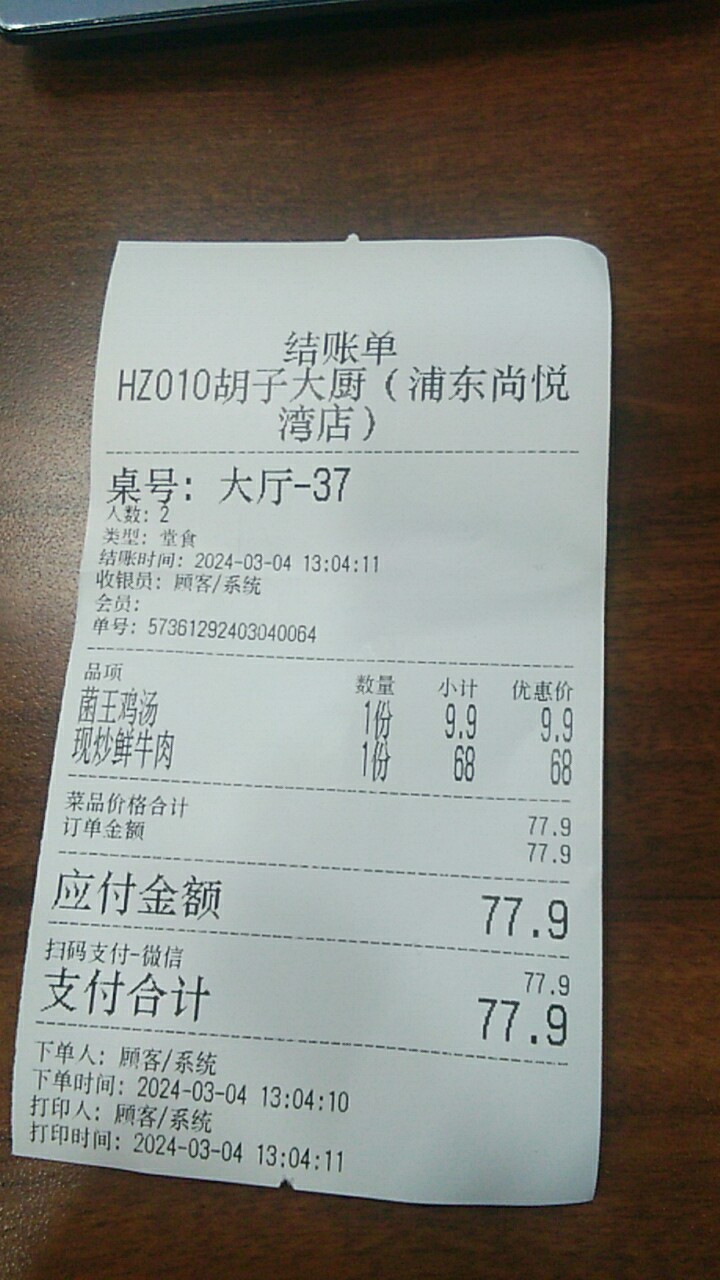 结账单
HZ010胡子大厨（浦东尚悦
湾店）
桌号：大厅-37
人数：2
类型：堂食
结账时间：2024-03-04 13:04:11
收银员：顾客/系统
会员：
单号：57361292403040064
品项 数量 小计 优惠价
菌王鸡汤 1份 9.9 9.9
现炒鲜牛肉 1份 68 68
菜品价格合计 77.9
订单金额 77.9
应付金额 77.9
扫码支付-微信 77.9
支付合计 77.9
下单人：顾客/系统
下单时间：2024-03-04 13:04:10
打印人：顾客/系统
打印时间：2024-03-04 13:04:11